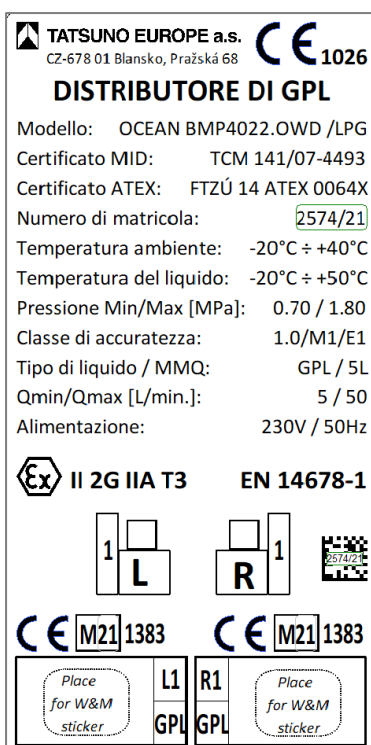 TATSUNO EUROPE a.s.
CZ-678 01 Blansko, Pražská 68
CE 1026
DISTRIBUTORE DI GPL
Modello: OCEAN BMP4022.OWD /LPG
Certificato MID: TCM 141/07-4493
Certificato ATEX: FTZÚ 14 ATEX 0064X
Numero di matricola: 2574/21
Temperatura ambiente: -20°C ÷ +40°C
Temperatura del liquido: -20°C ÷ +50°C
Pressione Min/Max [MPa]: 0.70 / 1.80
Classe di accuratezza: 1.0/M1/E1
Tipo di liquido / MMQ: GPL / 5L
Qmin/Qmax [L/min.]: 5 / 50
Alimentazione: 230V / 50Hz
Ex II 2G IIA T3 EN 14678-1
1 L R 1 2574/21
CE M21 1383 CE M21 1383
Place for W&M sticker L1 GPL R1 GPL Place for W&M sticker